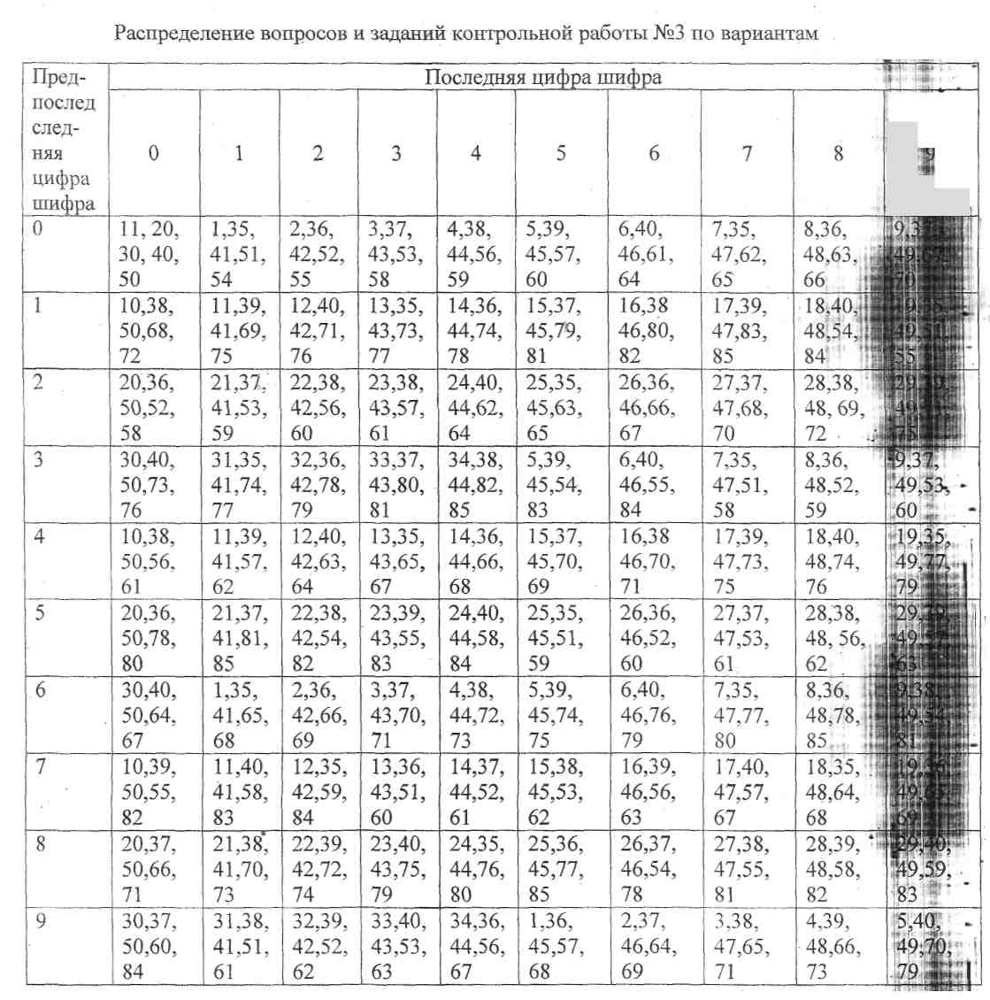 Распределение вопросов и заданий контрольной работы №3 по вариантам
Пред-
послед
след-
няя
цифра
шифра
Последняя цифра шифра
0 1 2 3 4 5 6 7 8 9
0 11, 20, 1,35, 2,36, 3,37, 4,38, 5,39, 6,40, 7,35, 8,36,
30, 40, 41,51, 42,52, 43,53, 44,56, 45,57, 46,61, 47,62, 48,63,
50 54 55 58 59 60 64 65 66 70
1 10,38, 11,39, 12,40, 13,35, 14,36, 15,37, 16,38 17,39, 18,40,
50,68, 41,69, 42,71, 43,73, 44,74, 45,79, 46,80, 47,83, 48,54, 49,51,
72 75 76 77 78 81 82 85 84 55
2 20,36, 21,37, 22,38, 23,38, 24,40, 25,35, 26,36, 27,37, 28,38,
50,52, 41,53, 42,56, 43,57, 44,62, 45,63, 46,66, 47,68, 48, 69,
58 59 60 61 64 65 67 70 72
3 30,40, 31,35, 32,36, 33,37, 34,38, 5,39, 6,40, 7,35, 8,36, 9,37,
50,73, 41,74, 42,78, 43,80, 44,82, 45,54, 46,55, 47,51, 48,52, 49,53,
76 77 79 81 85 83 84 58 59 60
4 10,38, 11,39, 12,40, 13,35, 14,36, 15,37, 16,38 17,39, 18,40, 19,35,
50,56, 41,57, 42,63, 43,65, 44,66, 45,70, 46,70, 47,73, 48,74, 49,77,
61 62 64 67 68 69 71 75 76 79
5 20,36, 21,37, 22,38, 23,39, 24,40, 25,35, 26,36, 27,37, 28,38,
50,78, 41,81, 42,54, 43,55, 44,58, 45,51, 46,52, 47,53, 48, 56,
80 85 82 83 84 59 60 61 62 63
6 30,40, 1,35, 2,36, 3,37, 4,38, 5,39, 6,40, 7,35, 8,36, 9,38,
50,64, 41,65, 42,66, 43,70, 44,72, 45,74, 46,76, 47,77, 48,78, 49,54,
67 68 69 71 73 75 79 80 85 81
7 10,39, 11,40, 12,35, 13,36, 14,37, 15,38, 16,39, 17,40, 18,35,
50,55, 41,58, 42,59, 43,51, 44,52, 45,53, 46,56, 47,57, 48,64,
82 83 84 60 61 62 63 67 68 69
8 20,37, 21,38, 22,39, 23,40, 24,35, 25,36, 26,37, 27,38, 28,39, 29,40,
50,66, 41,70, 42,72, 43,75, 44,76, 45,77, 46,54, 47,55, 48,58, 49,59,
71 73 74 79 80 85 78 81 82 83
9 30,37, 31,38, 32,39, 33,40, 34,36, 1,36, 2,37, 3,38, 4,39, 5,40,
50,60, 41,51, 42,52, 43,53, 44,56, 45,57, 46,64, 47,65, 48,66, 49,70,
84 61 62 63 67 68 69 71 73 79